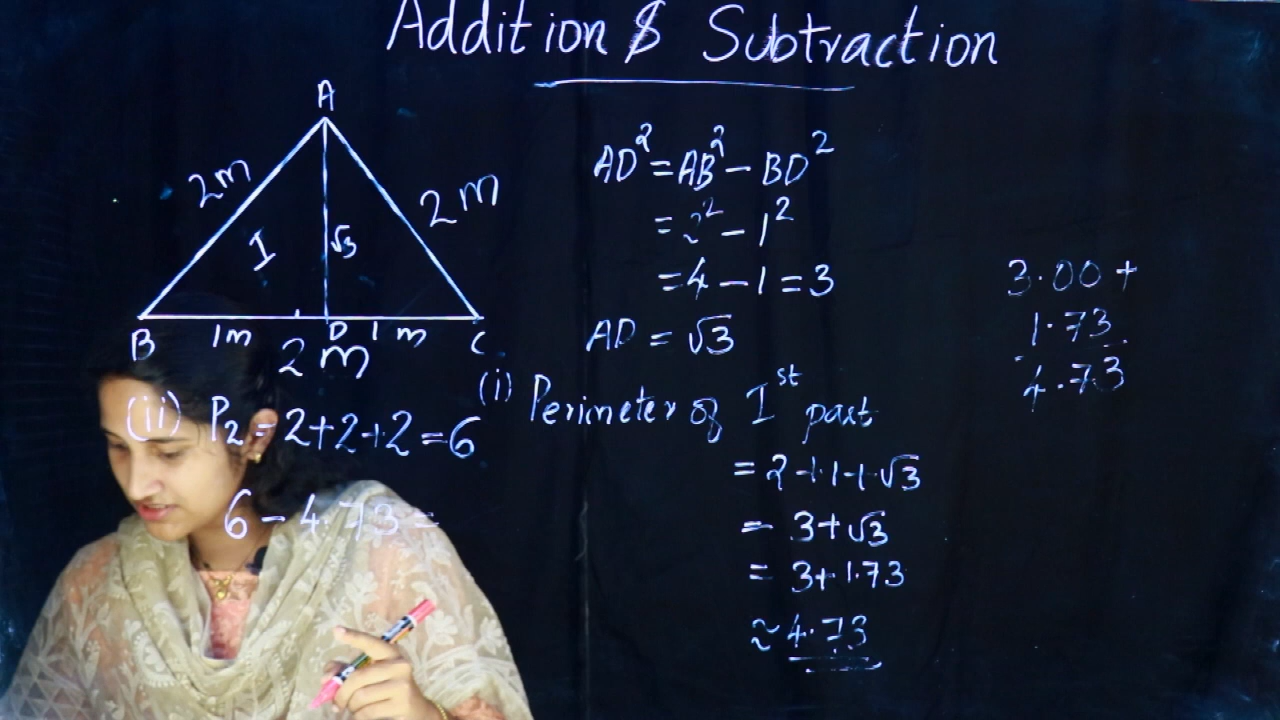 Addition & Subtraction
A
2m
2m
I
√3
B
1m
D
1 m
C
2 m
AD² = AB² - BD²
= 2² - 1²
= 4 - 1 = 3
AD = √3
(i) Perimeter of Iˢᵗ part
= 2 + 1 + √3
= 3 + √3
= 3 + 1.73
≈ 4.73
3.00 +
1.73
4.73
(ii) P₂ = 2+2+2 = 6
6 - 4.73 =